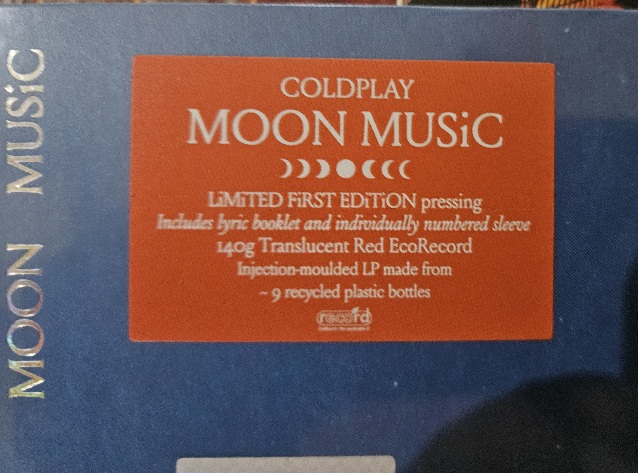 MOON MUSiC
COLDPLAY
MOON MUSiC
LiMiTED FiRST EDiTiON pressing
Includes lyric booklet and individually numbered sleeve
140g Translucent Red EcoRecord
Injection-moulded LP made from
~ 9 recycled plastic bottles
record